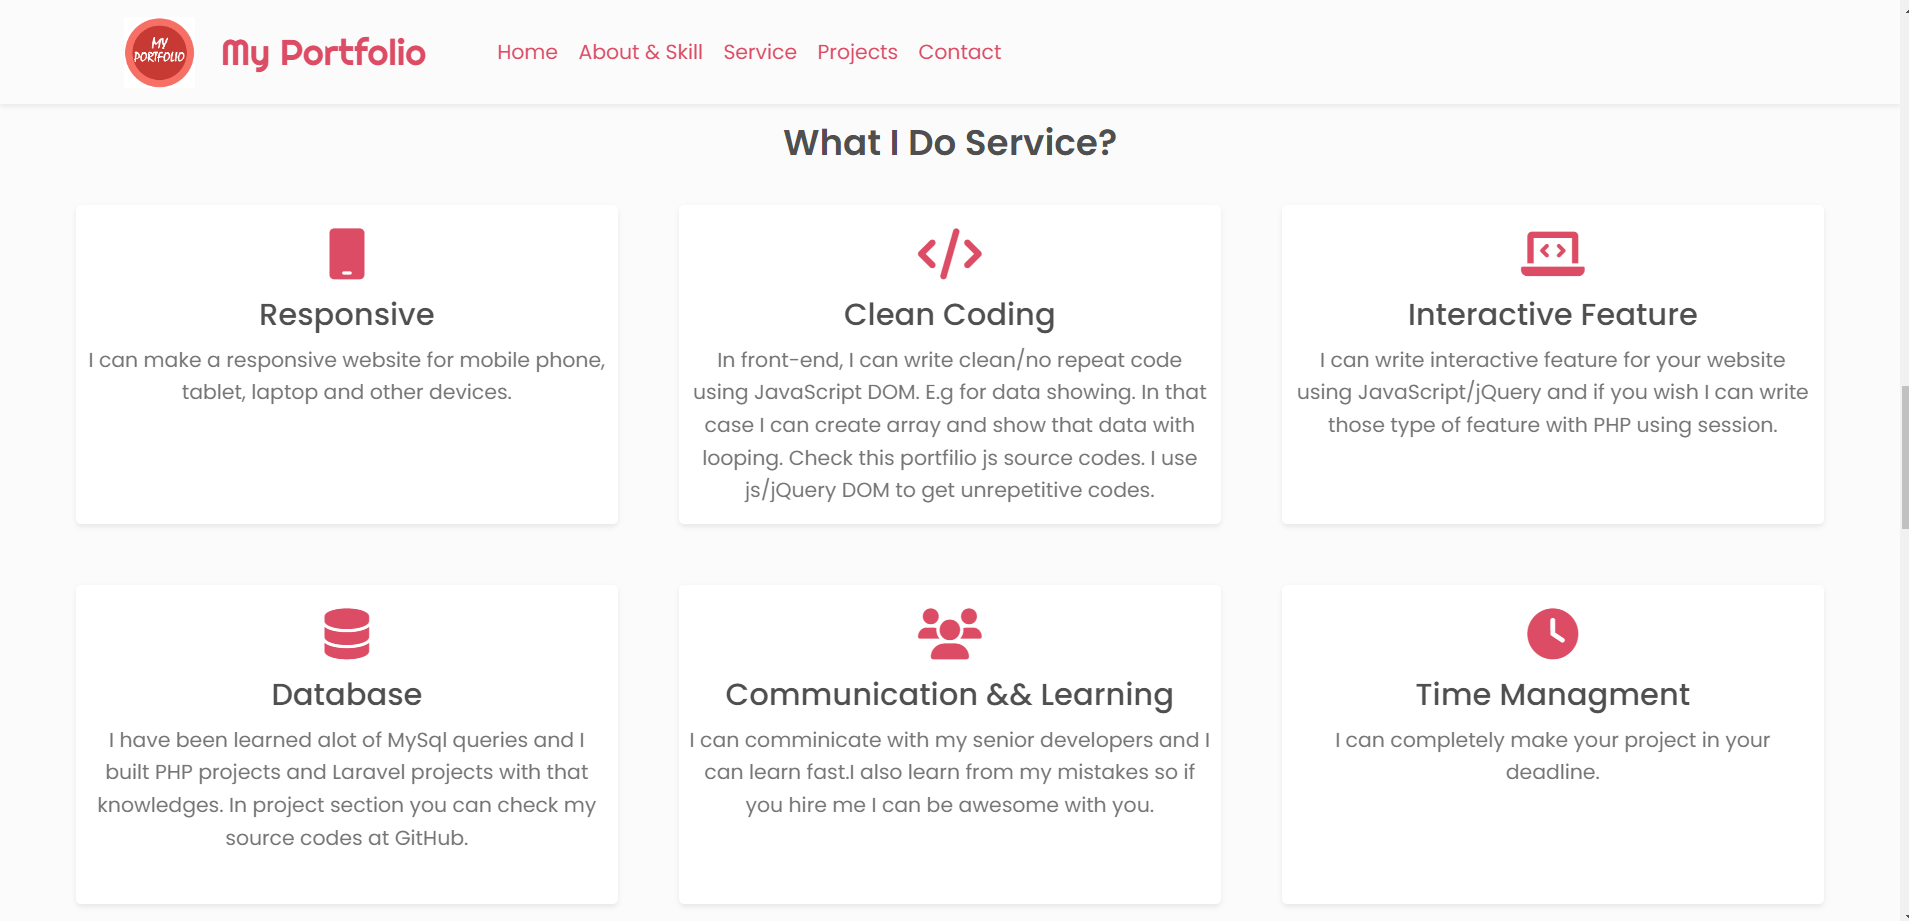 MY
PORTFOLIO
My Portfolio
Home About & Skill Service Projects Contact
What I Do Service?
Responsive
I can make a responsive website for mobile phone,
tablet, laptop and other devices.
Clean Coding
In front-end, I can write clean/no repeat code
using JavaScript DOM. E.g for data showing. In that
case I can create array and show that data with
looping. Check this portfilio js source codes. I use
js/jQuery DOM to get unrepetitive codes.
Interactive Feature
I can write interactive feature for your website
using JavaScript/jQuery and if you wish I can write
those type of feature with PHP using session.
Database
I have been learned alot of MySql queries and I
built PHP projects and Laravel projects with that
knowledges. In project section you can check my
source codes at GitHub.
Communication && Learning
I can comminicate with my senior developers and I
can learn fast.I also learn from my mistakes so if
you hire me I can be awesome with you.
Time Managment
I can completely make your project in your
deadline.